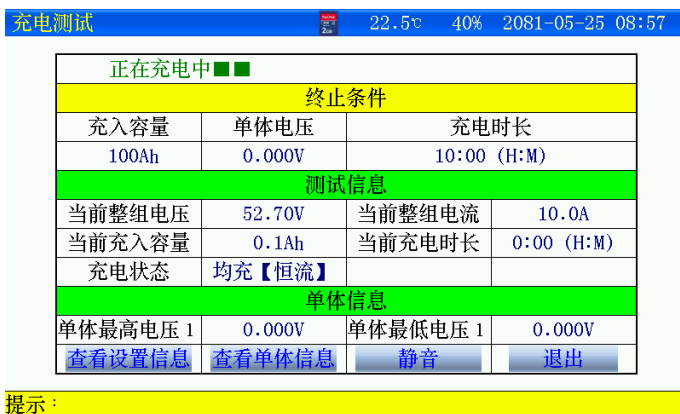 充电测试 22.5℃ 40% 2081-05-25 08:57
正在充电中
终止条件
充入容量 单体电压 充电时长
100Ah 0.000V 10:00 (H:M)
测试信息
当前整组电压 52.70V 当前整组电流 10.0A
当前充入容量 0.1Ah 当前充电时长 0:00 (H:M)
充电状态 均充【恒流】
单体信息
单体最高电压1 0.000V 单体最低电压1 0.000V
查看设置信息 查看单体信息 静音 退出
提示：